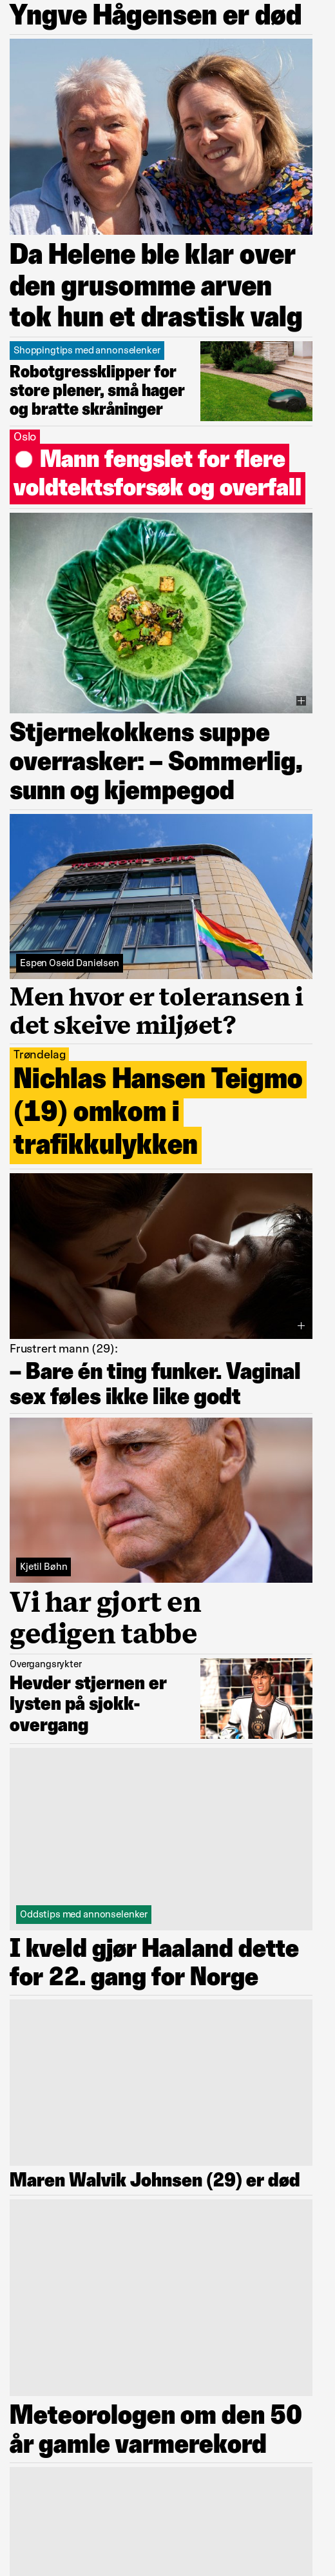 Yngve Hågensen er død
Da Helene ble klar over
den grusomme arven
tok hun et drastisk valg
Shoppingtips med annonselenker
Robotgressklipper for
store plener, små hager
og bratte skråninger
Oslo
Mann fengslet for flere
voldtektsforsøk og overfall
Stjernekokkens suppe
overrasker: – Sommerlig,
sunn og kjempegod
Espen Oseid Danielsen
Men hvor er toleransen i
det skeive miljøet?
Trøndelag
Nichlas Hansen Teigmo
(19) omkom i
trafikkulykken
Frustrert mann (29):
– Bare én ting funker. Vaginal
sex føles ikke like godt
Kjetil Bøhn
Vi har gjort en
gedigen tabbe
Overgangsrykter
Hevder stjernen er
lysten på sjokk-
overgang
Oddstips med annonselenker
I kveld gjør Haaland dette
for 22. gang for Norge
Maren Walvik Johnsen (29) er død
Meteorologen om den 50
år gamle varmerekord